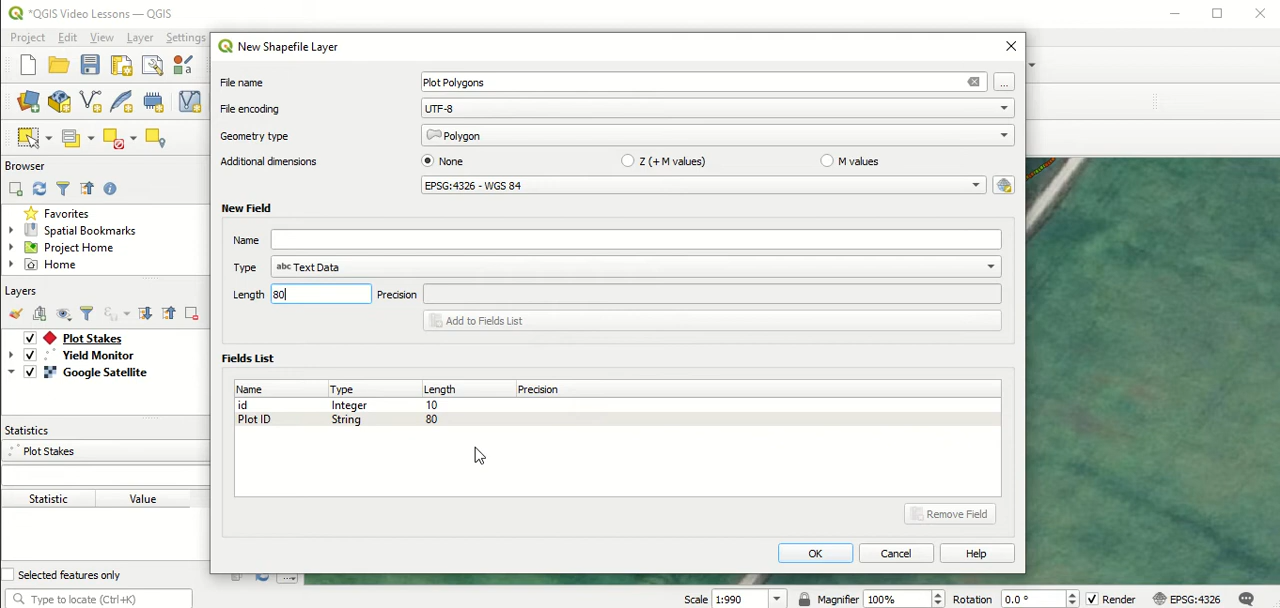 *QGIS Video Lessons — QGIS
Project Edit View Layer Settings
New Shapefile Layer
File name Plot Polygons ...
File encoding UTF-8
Geometry type Polygon
Additional dimensions None Z (+ M values) M values
EPSG:4326 - WGS 84
New Field
Name
Type abc Text Data
Length 80 Precision
Add to Fields List
Fields List
Name Type Length Precision
id Integer 10
Plot ID String 80
Remove Field
OK Cancel Help
Browser
Favorites
Spatial Bookmarks
Project Home
Home
Layers
Plot Stakes
Yield Monitor
Google Satellite
Statistics
Plot Stakes
Statistic Value
Selected features only
Type to locate (Ctrl+K) Scale 1:990 Magnifier 100% Rotation 0.0 ° Render EPSG:4326